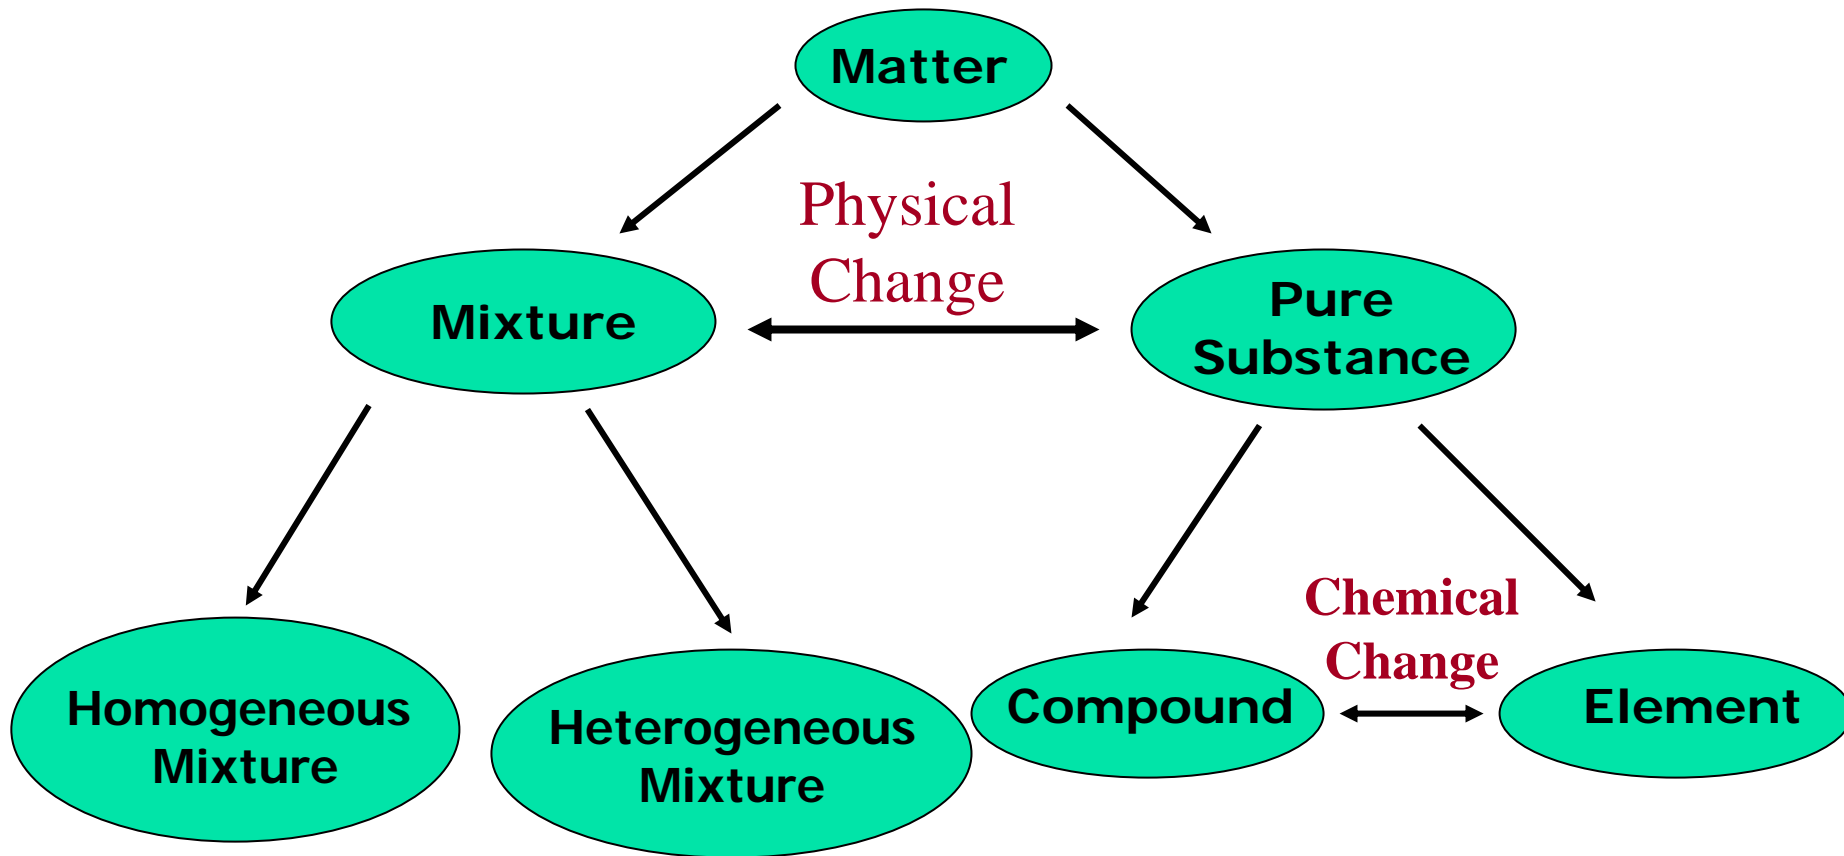 Matter
Physical
Change
Mixture
Pure
Substance
Homogeneous
Mixture
Heterogeneous
Mixture
Compound
Chemical
Change
Element